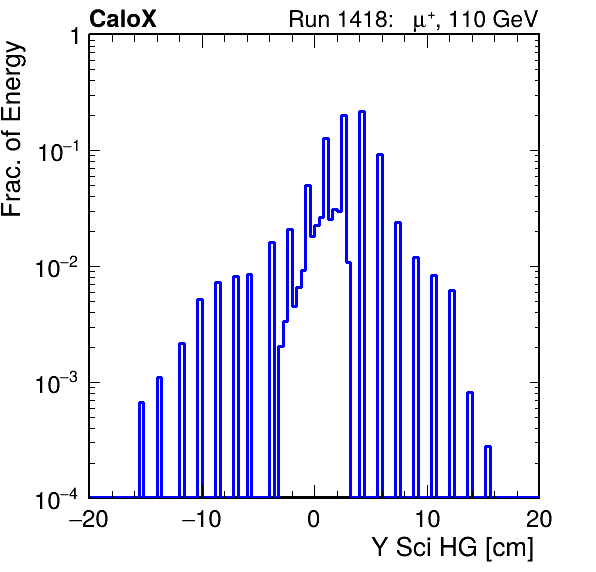 CaloX Run 1418: μ⁺, 110 GeV
Frac. of Energy
1
10⁻¹
10⁻²
10⁻³
10⁻⁴
−20 −10 0 10 20
Y Sci HG [cm]